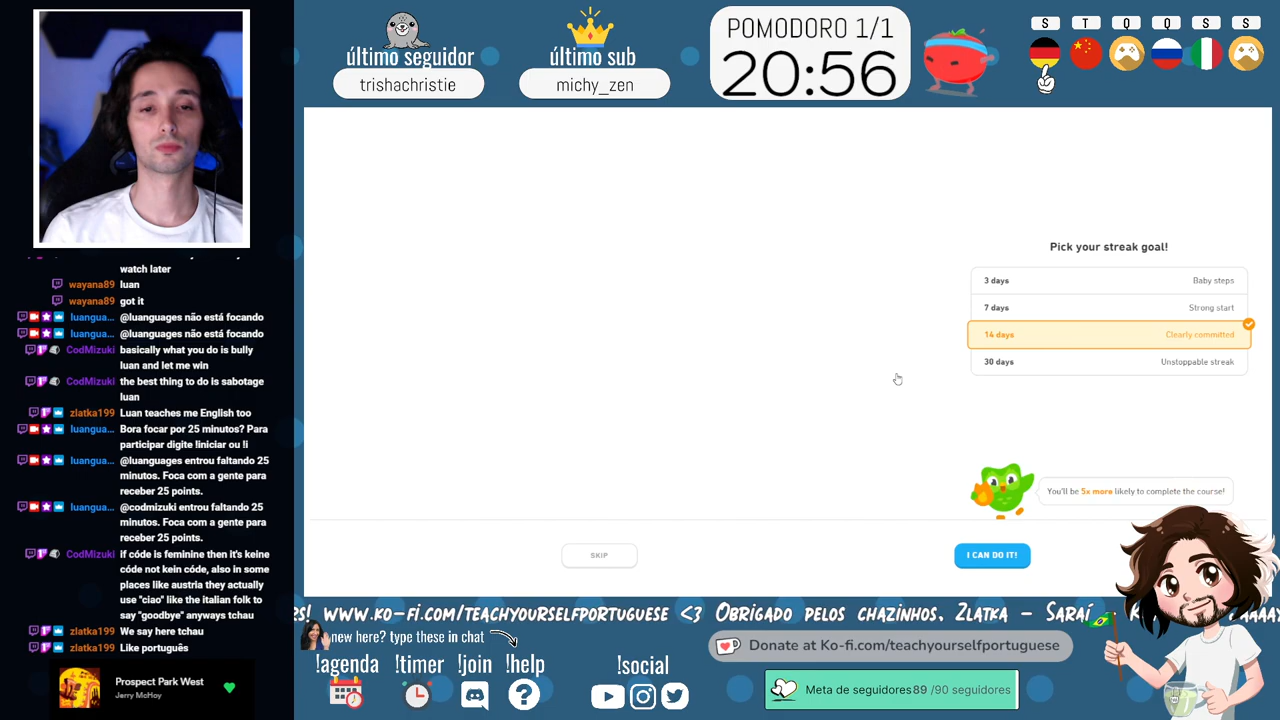 último seguidor
trishachristie
último sub
michy_zen
POMODORO 1/1
20:56
S T Q Q S S
watch later
wayana89 luan
wayana89 got it
luangua... @luanguages não está focando
luangua... @luanguages não está focando
CodMizuki basically what you do is bully
luan and let me win
CodMizuki the best thing to do is sabotage
luan
zlatka199 Luan teaches me English too
luangua... Bora focar por 25 minutos? Para
participar digite !iniciar ou !i
luangua... @luanguages entrou faltando 25
minutos. Foca com a gente para
receber 25 points.
luangua... @codmizuki entrou faltando 25
minutos. Foca com a gente para
receber 25 points.
CodMizuki if códe is feminine then it's keine
códe not kein códe, also in some
places like austria they actually
use "ciao" like the italian folk to
say "goodbye" anyways tchau
zlatka199 We say here tchau
zlatka199 Like português
Prospect Park West
Jerry McHoy
Pick your streak goal!
3 days Baby steps
7 days Strong start
14 days Clearly committed
30 days Unstoppable streak
You'll be 5x more likely to complete the course!
SKIP
I CAN DO IT!
RS! WWW.KO-FI.COM/TEACHYOURSELFPORTUGUESE <3 OBRIGADO PELOS CHAZINHOS, ZLATKA - SARAÍ
new here? type these in chat
!agenda !timer !join !help !social
Donate at Ko-fi.com/teachyourselfportuguese
Meta de seguidores 89 /90 seguidores